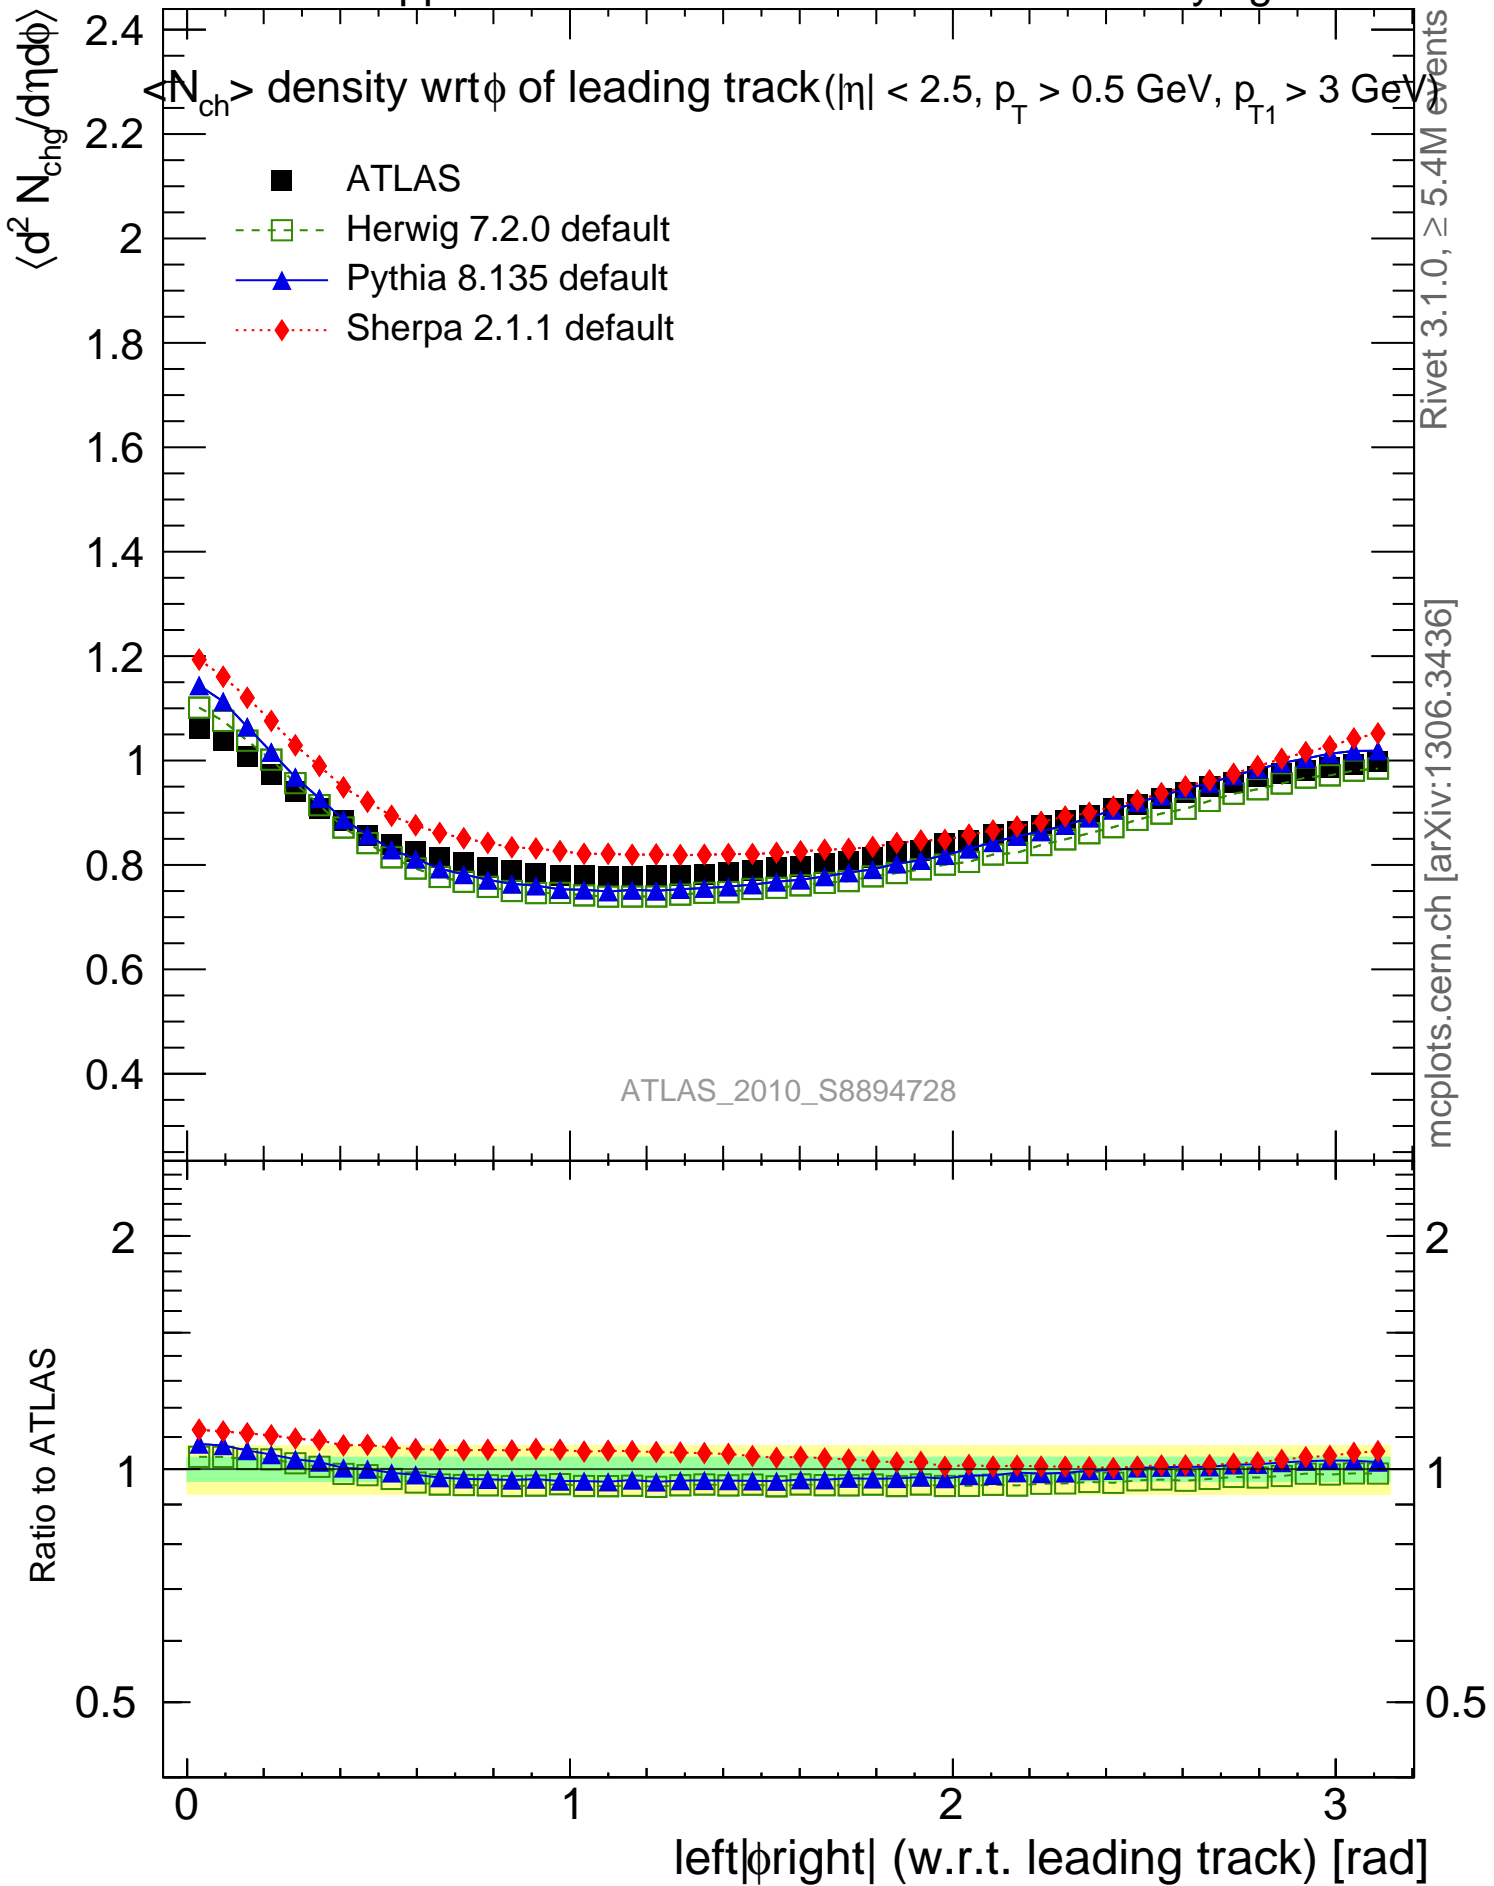 <N_ch> density wrt ϕ of leading track (|η| < 2.5, p_T > 0.5 GeV, p_T1 > 3 GeV)
⟨d² N_chg/dηdϕ⟩
ATLAS
Herwig 7.2.0 default
Pythia 8.135 default
Sherpa 2.1.1 default
2.4
2.2
2
1.8
1.6
1.4
1.2
1
0.8
0.6
0.4
ATLAS_2010_S8894728
Rivet 3.1.0, ≥ 5.4M events
mcplots.cern.ch [arXiv:1306.3436]
Ratio to ATLAS
2
1
0.5
2
1
0.5
0 1 2 3
left|ϕright| (w.r.t. leading track) [rad]